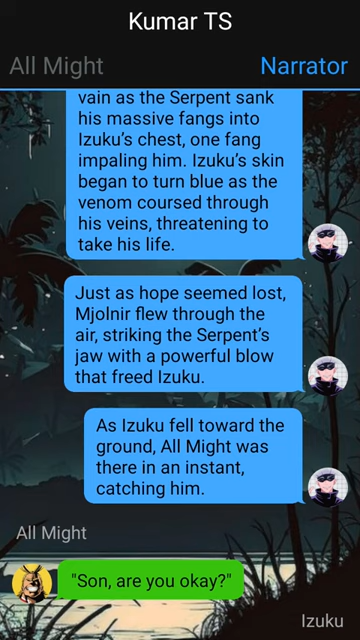 Kumar TS
All Might
Narrator
vain as the Serpent sank
his massive fangs into
Izuku’s chest, one fang
impaling him. Izuku’s skin
began to turn blue as the
venom coursed through
his veins, threatening to
take his life.
Just as hope seemed lost,
Mjolnir flew through the
air, striking the Serpent’s
jaw with a powerful blow
that freed Izuku.
As Izuku fell toward the
ground, All Might was
there in an instant,
catching him.
All Might
"Son, are you okay?"
Izuku